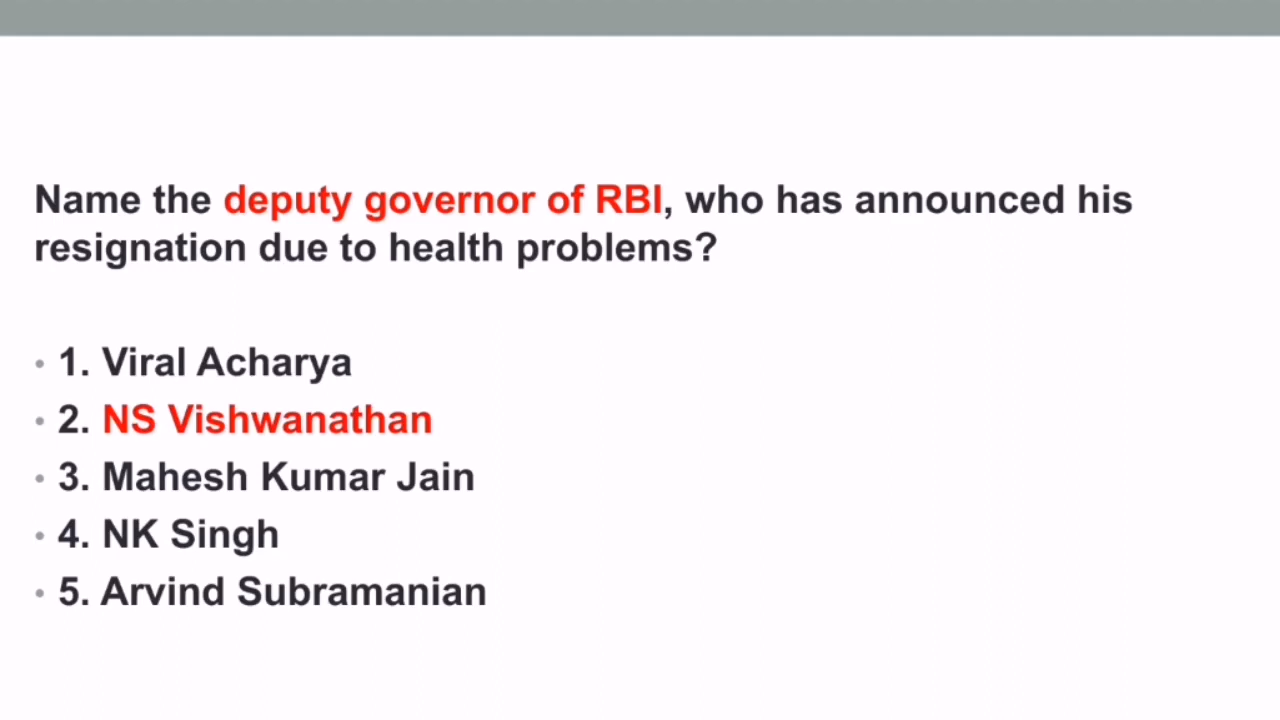 Name the deputy governor of RBI, who has announced his
resignation due to health problems?
• 1. Viral Acharya
• 2. NS Vishwanathan
• 3. Mahesh Kumar Jain
• 4. NK Singh
• 5. Arvind Subramanian